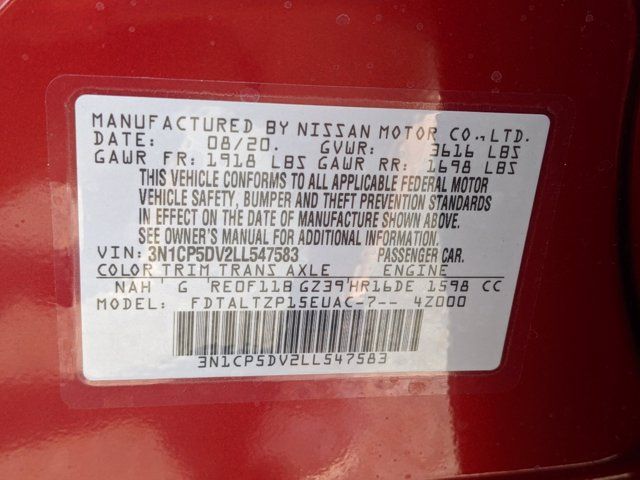 MANUFACTURED BY NISSAN MOTOR CO., LTD.
DATE: 08/20. GVWR: 3616 LBS
GAWR FR: 1918 LBS GAWR RR: 1698 LBS
THIS VEHICLE CONFORMS TO ALL APPLICABLE FEDERAL MOTOR
VEHICLE SAFETY, BUMPER AND THEFT PREVENTION STANDARDS
IN EFFECT ON THE DATE OF MANUFACTURE SHOWN ABOVE.
SEE OWNER'S MANUAL FOR ADDITIONAL INFORMATION.
VIN: 3N1CP5DV2LL547583 PASSENGER CAR.
COLOR TRIM TRANS AXLE ENGINE
NAH G RE0F11B GZ39 HR16DE 1598 CC
MODEL: FDTALTZP15EUAC-7-- 4Z000
3N1CP5DV2LL547583